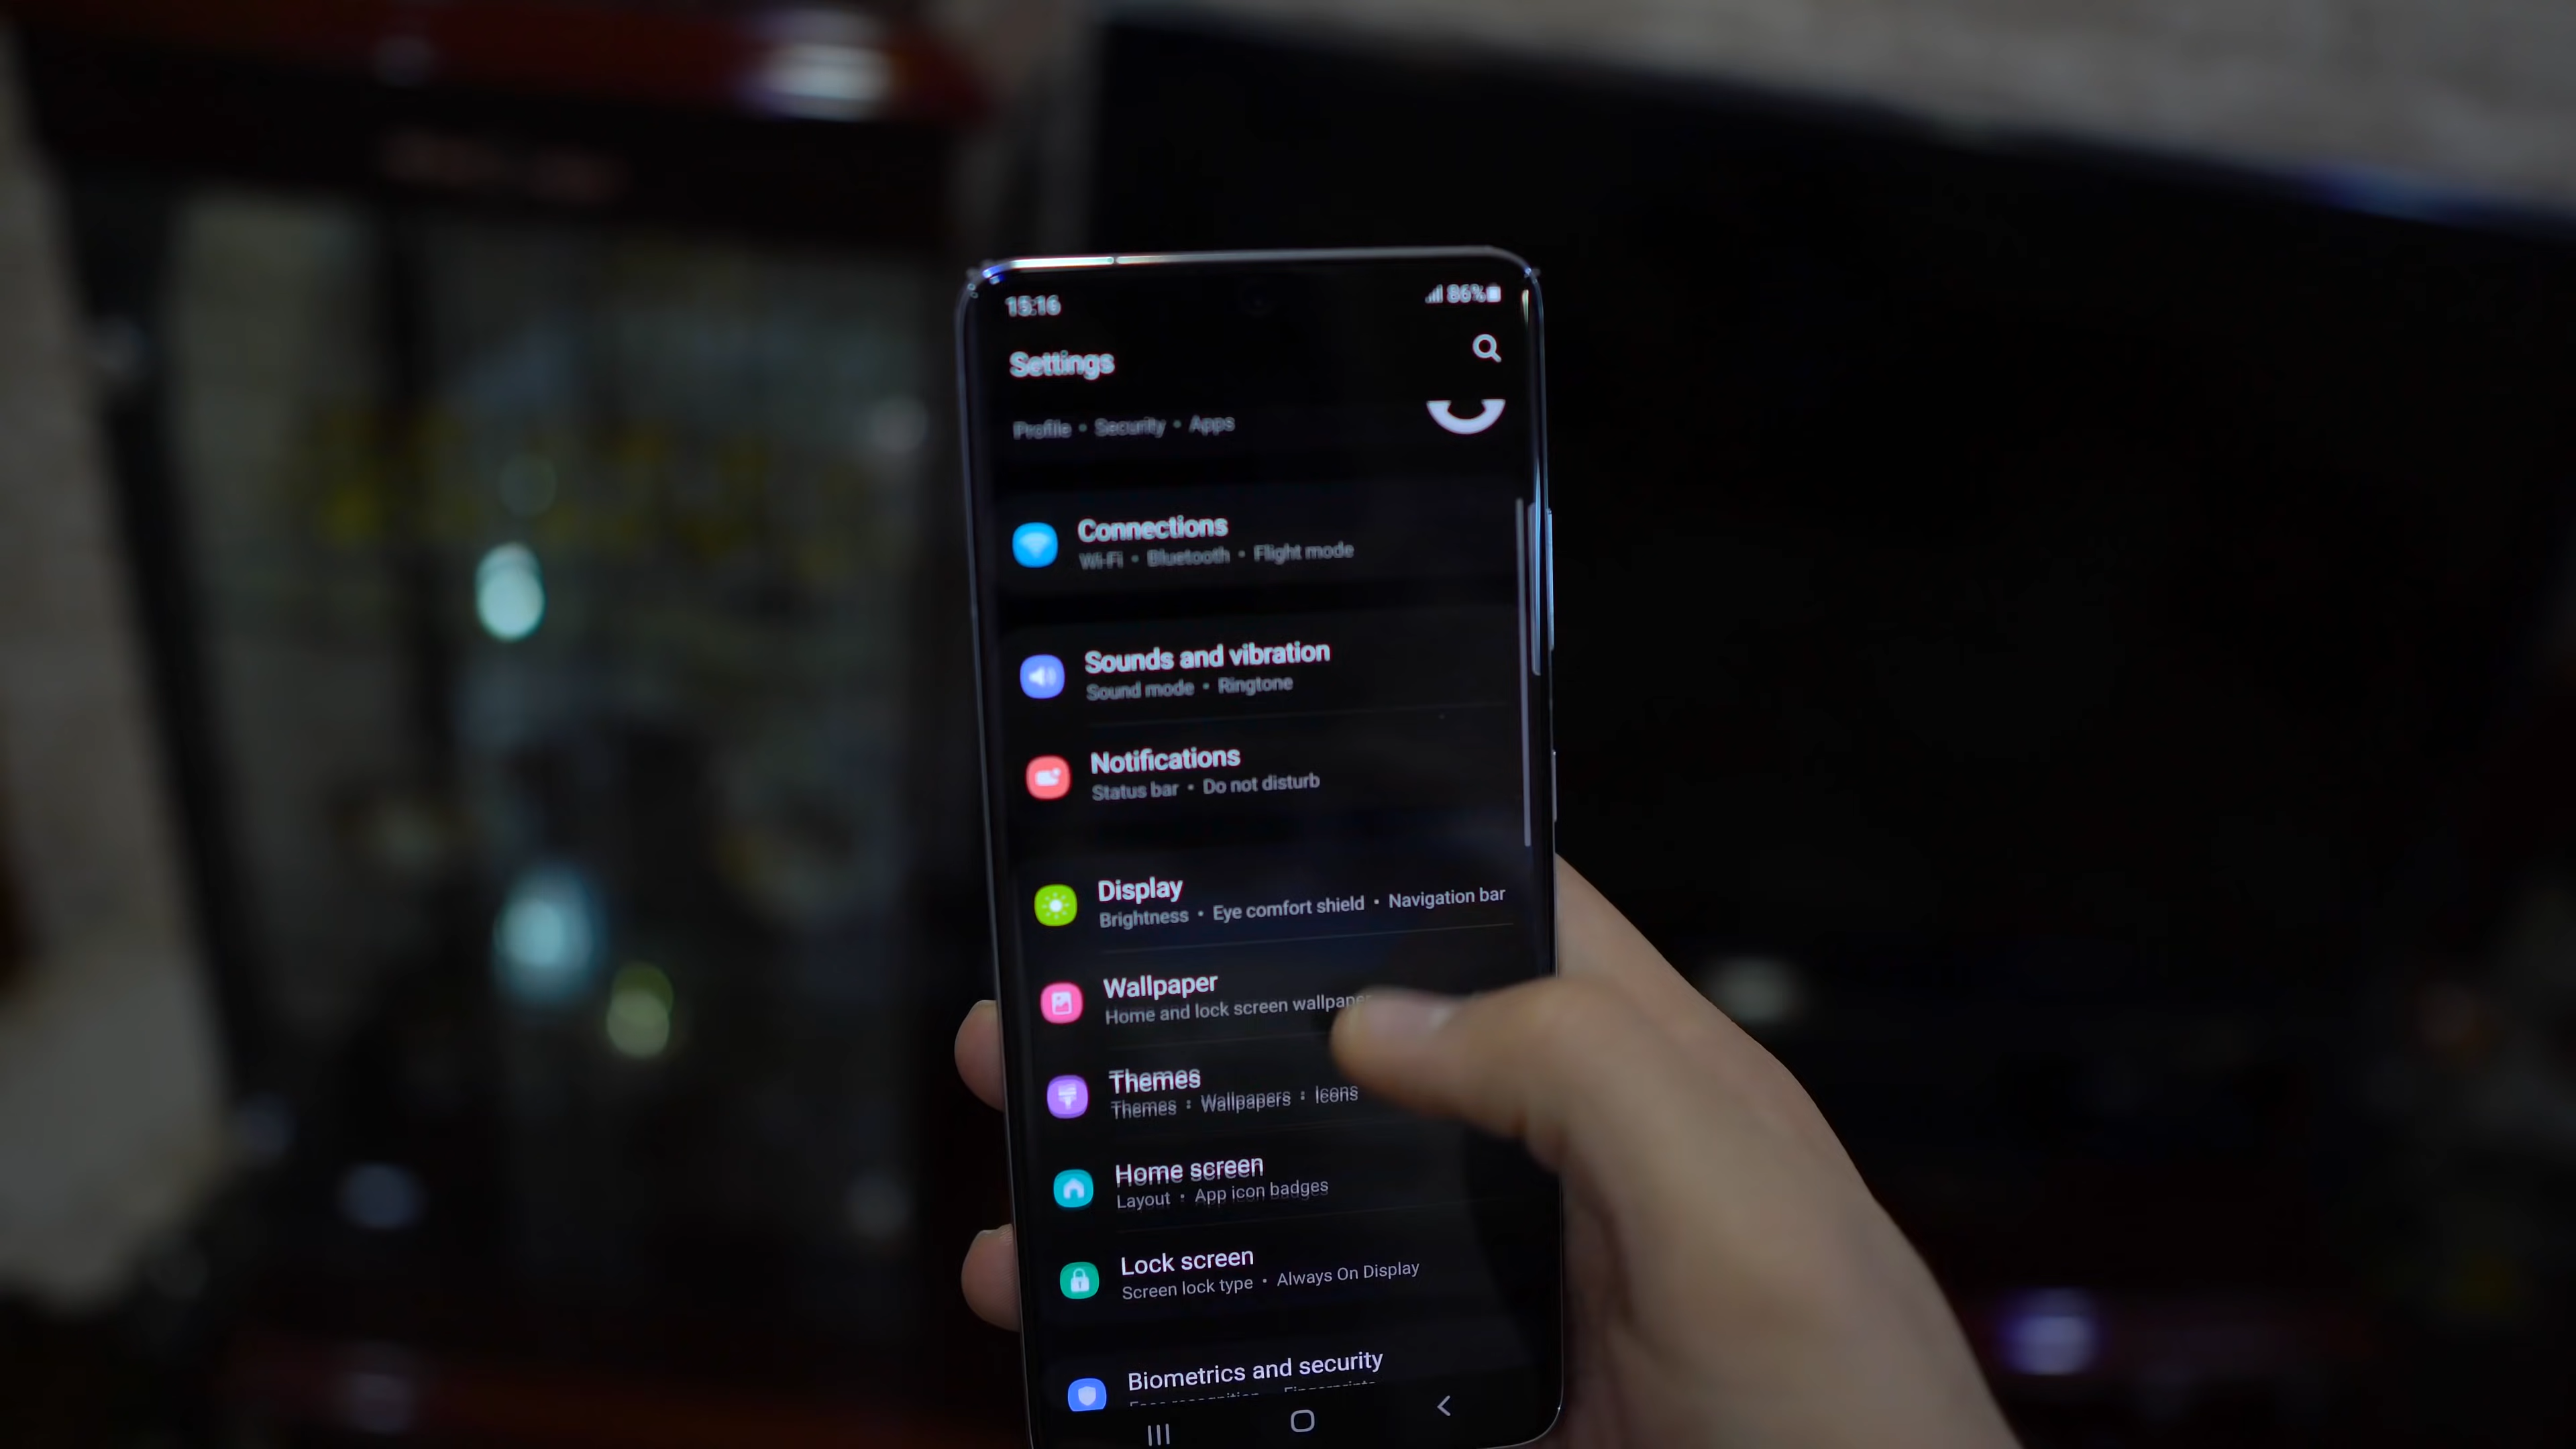 15:16
86%
Settings
Profile • Security • Apps
Connections
Wi-Fi • Bluetooth • Flight mode
Sounds and vibration
Sound mode • Ringtone
Notifications
Status bar • Do not disturb
Display
Brightness • Eye comfort shield • Navigation bar
Wallpaper
Home and lock screen wallpaper
Themes
Themes • Wallpapers • Icons
Home screen
Layout • App icon badges
Lock screen
Screen lock type • Always On Display
Biometrics and security